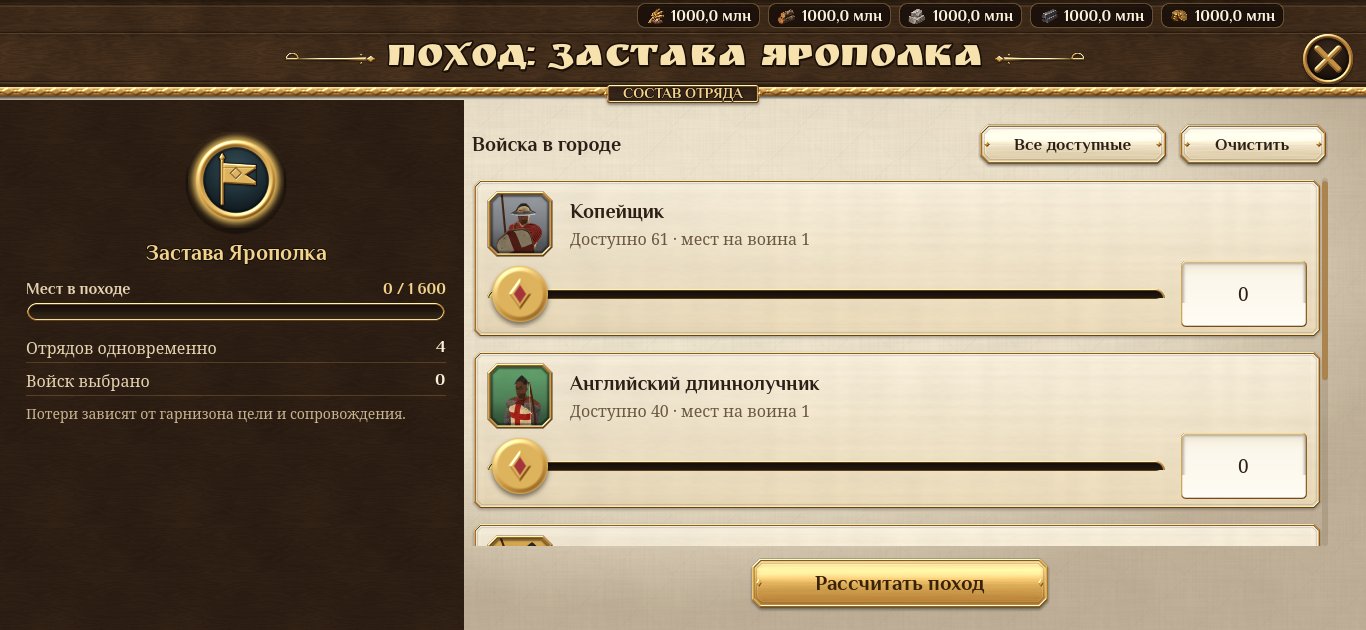 1000,0 млн 1000,0 млн 1000,0 млн 1000,0 млн 1000,0 млн
ПОХОД: ЗАСТАВА ЯРОПОЛКА
СОСТАВ ОТРЯДА
Застава Ярополка
Мест в походе 0 / 1 600
Отрядов одновременно 4
Войск выбрано 0
Потери зависят от гарнизона цели и сопровождения.
Войска в городе
Все доступные
Очистить
Копейщик
Доступно 61 · мест на воина 1
0
Английский длиннолучник
Доступно 40 · мест на воина 1
0
Рассчитать поход